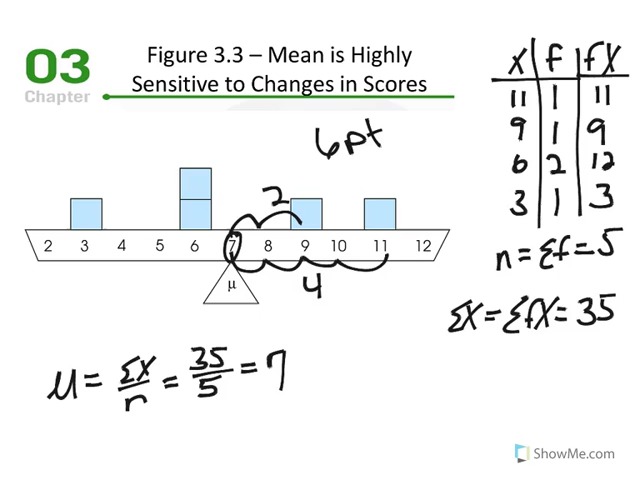 03
Chapter
Figure 3.3 – Mean is Highly
Sensitive to Changes in Scores
X f fX
11 1 11
9 1 9
6 2 12
3 1 3
n = Σf = 5
ΣX = ΣfX = 35
6pt
2
2 3 4 5 6 7 8 9 10 11 12
4
μ
μ = ΣX/n = 35/5 = 7
ShowMe.com